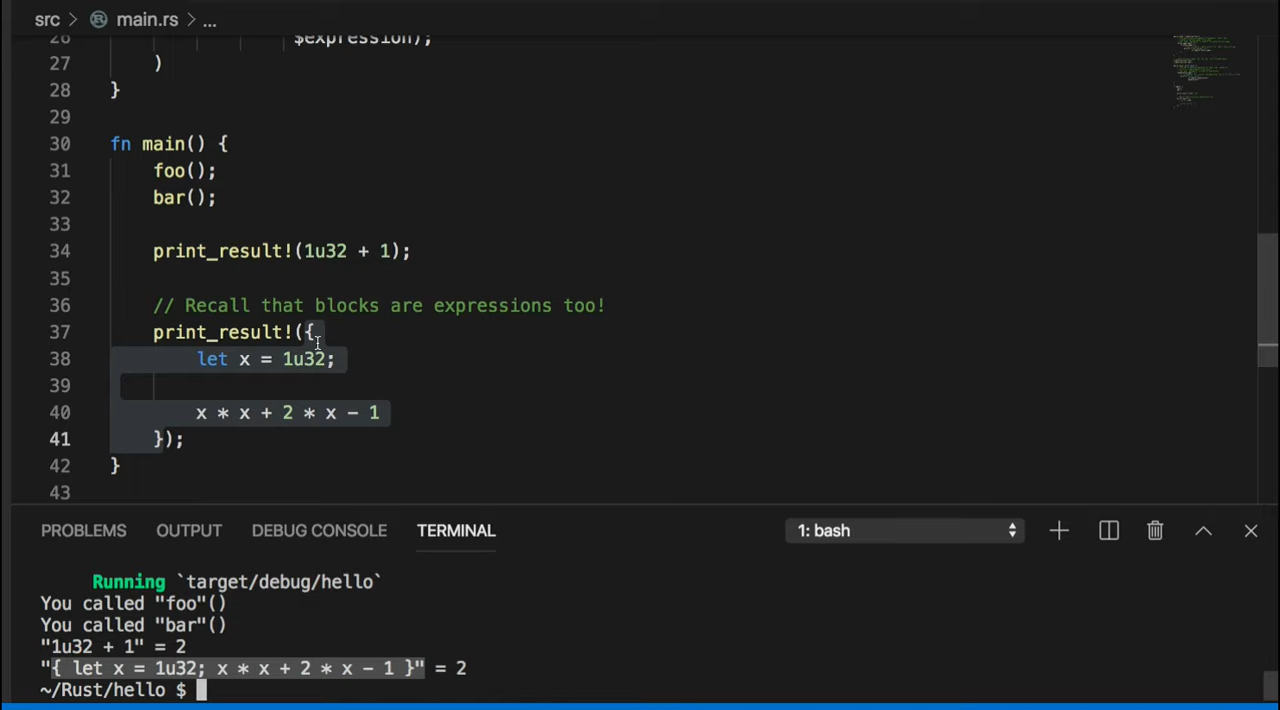 src > main.rs > ...
26 $expression);
27 )
28 }
29
30 fn main() {
31 foo();
32 bar();
33
34 print_result!(1u32 + 1);
35
36 // Recall that blocks are expressions too!
37 print_result!({
38 let x = 1u32;
39
40 x * x + 2 * x - 1
41 });
42 }
43
PROBLEMS OUTPUT DEBUG CONSOLE TERMINAL 1: bash
Running `target/debug/hello`
You called "foo"()
You called "bar"()
"1u32 + 1" = 2
"{ let x = 1u32; x * x + 2 * x - 1 }" = 2
~/Rust/hello $